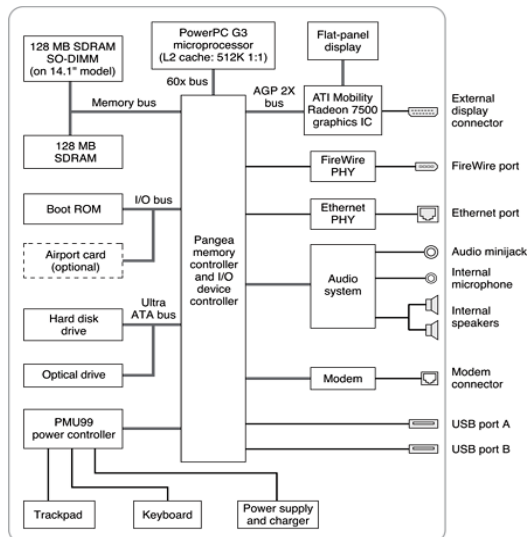 128 MB SDRAM
SO-DIMM
(on 14.1" model)
PowerPC G3
microprocessor
(L2 cache: 512K 1:1)
Flat-panel
display
60x bus
AGP 2X
bus
Memory bus
ATI Mobility
Radeon 7500
graphics IC
External
display
connector
128 MB
SDRAM
FireWire
PHY
FireWire port
I/O bus
Boot ROM
Ethernet
PHY
Ethernet port
Airport card
(optional)
Pangea
memory
controller
and I/O
device
controller
Audio
system
Audio minijack
Internal
microphone
Internal
speakers
Ultra
ATA bus
Hard disk
drive
Optical drive
Modem
Modem
connector
PMU99
power controller
USB port A
USB port B
Trackpad
Keyboard
Power supply
and charger